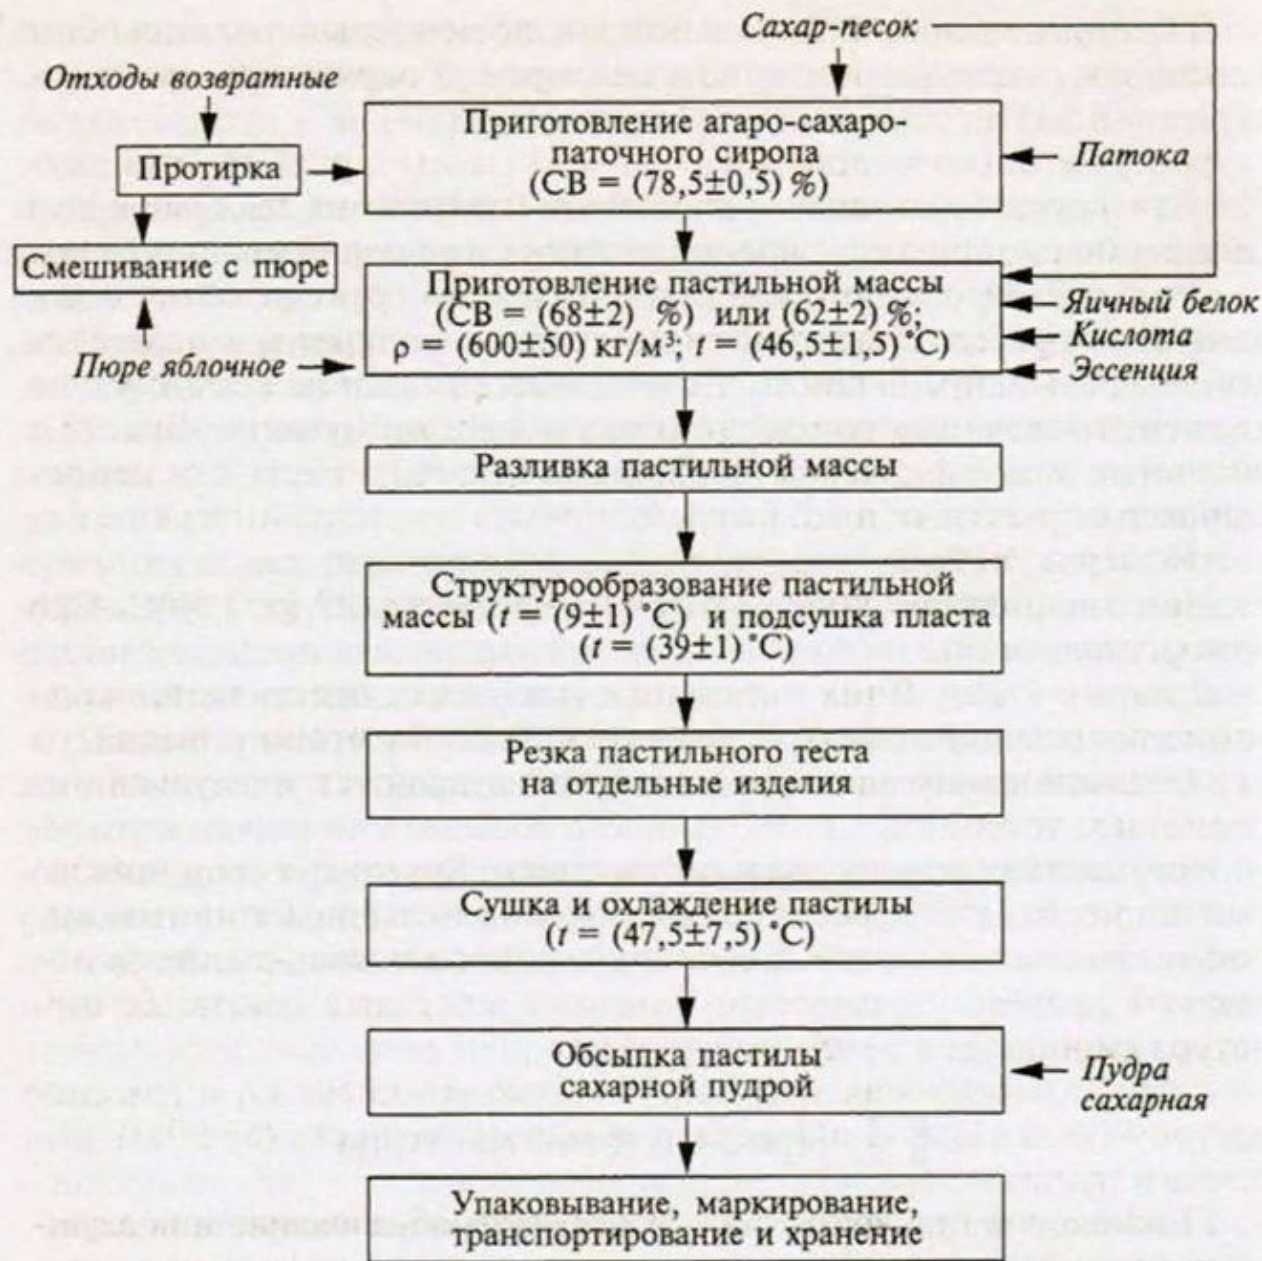 Сахар-песок
Отходы возвратные
Приготовление агаро-сахаро-
паточного сиропа
(СВ = (78,5±0,5) %)
Патока
Протирка
Смешивание с пюре
Приготовление пастильной массы
(СВ = (68±2) %) или (62±2) %;
ρ = (600±50) кг/м³; t = (46,5±1,5) °С)
Яичный белок
Кислота
Эссенция
Пюре яблочное
Разливка пастильной массы
Структурообразование пастильной
массы (t = (9±1) °С) и подсушка пласта
(t = (39±1) °С)
Резка пастильного теста
на отдельные изделия
Сушка и охлаждение пастилы
(t = (47,5±7,5) °С)
Обсыпка пастилы
сахарной пудрой
Пудра
сахарная
Упаковывание, маркирование,
транспортирование и хранение